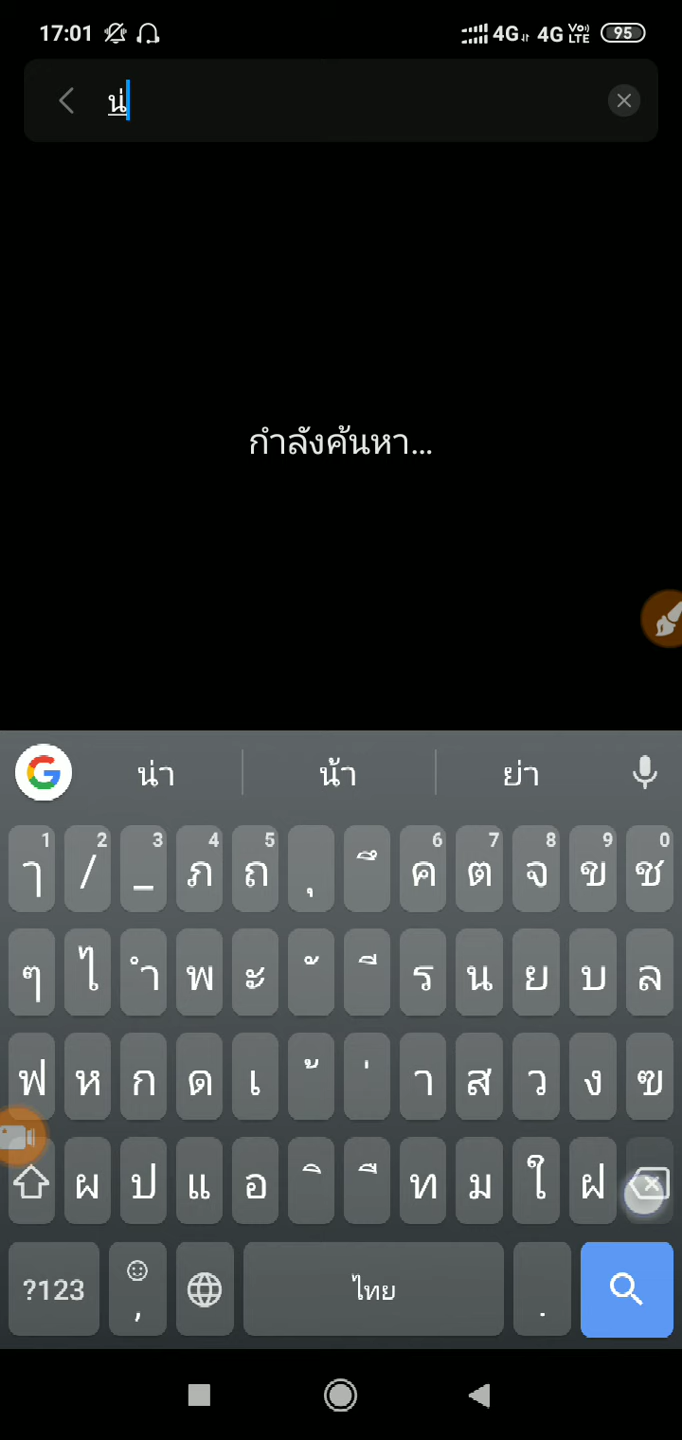 17:01 4G 4G VoJ LTE 95
น่
กำลังค้นหา...
น่า น้า ย่า
1 2 3 4 5 6 7 8 9 0
ๅ / _ ภ ถ ุ ึ ค ต จ ข ช
ๆ ไ ำ พ ะ ั ี ร น ย บ ล
ฟ ห ก ด เ ้ ่ า ส ว ง ฃ
ผ ป แ อ ิ ื ท ม ใ ฝ
?123 , ไทย .